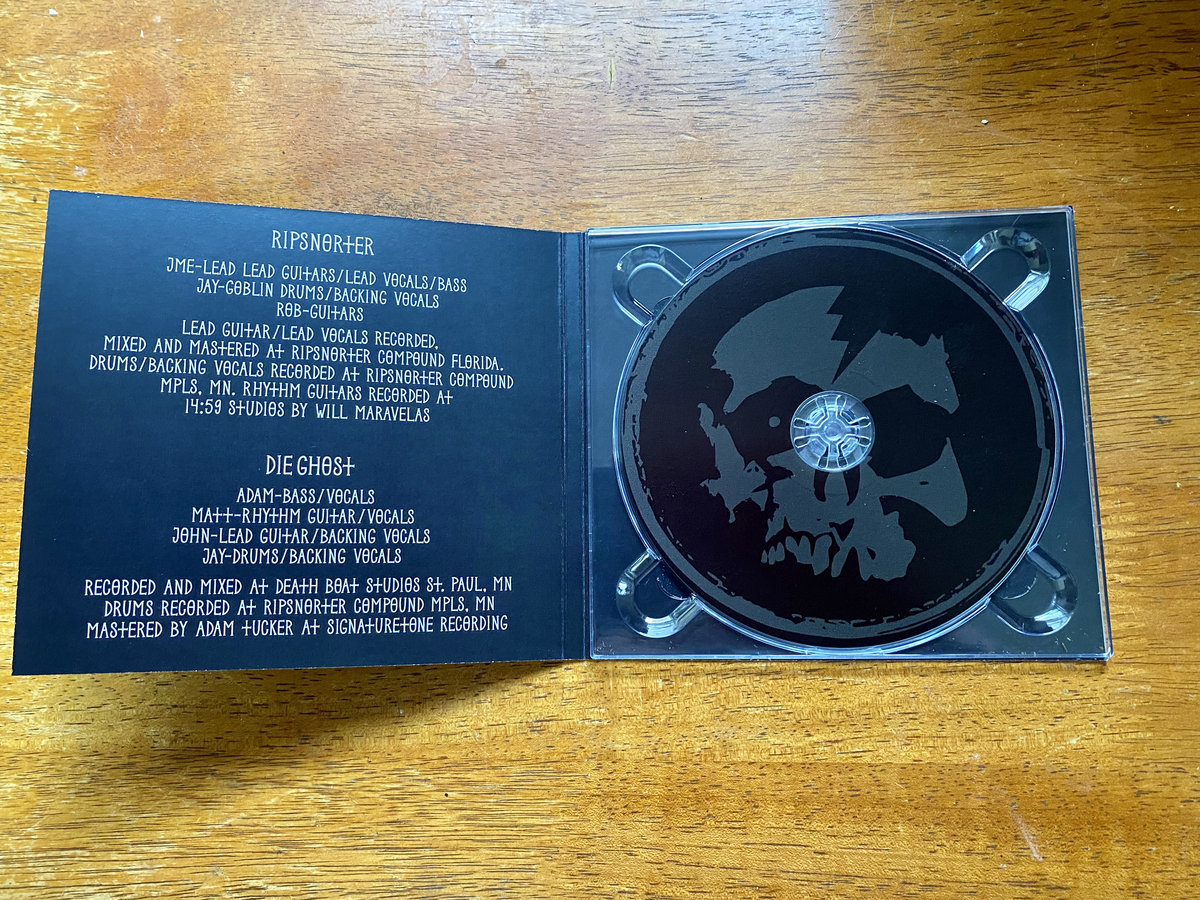 RIPSNORTER
JME-LEAD LEAD GUITARS/LEAD VOCALS/BASS
JAY-GOBLIN DRUMS/BACKING VOCALS
ROB-GUITARS
LEAD GUITAR/LEAD VOCALS RECORDED,
MIXED AND MASTERED AT RIPSNORTER COMPOUND FLORIDA.
DRUMS/BACKING VOCALS RECORDED AT RIPSNORTER COMPOUND
MPLS, MN. RHYTHM GUITARS RECORDED AT
14:59 STUDIOS BY WILL MARAVELAS
DIE GHOST
ADAM-BASS/VOCALS
MATT-RHYTHM GUITAR/VOCALS
JOHN-LEAD GUITAR/BACKING VOCALS
JAY-DRUMS/BACKING VOCALS
RECORDED AND MIXED AT DEATH BOAT STUDIOS ST. PAUL, MN
DRUMS RECORDED AT RIPSNORTER COMPOUND MPLS, MN
MASTERED BY ADAM TUCKER AT SIGNATURETONE RECORDING